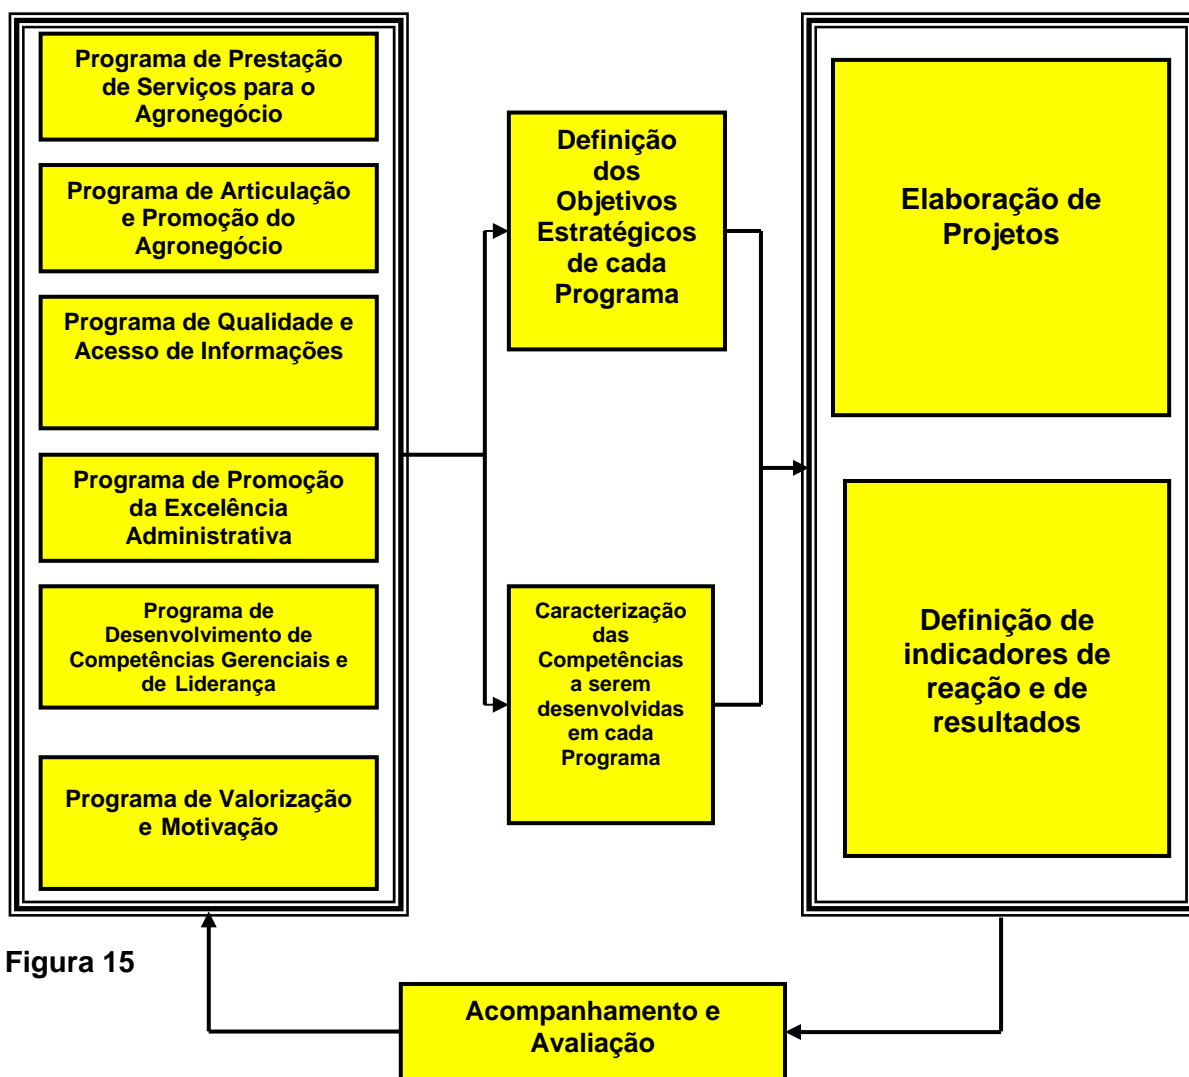 Programa de Prestação
de Serviços para o
Agronegócio
Programa de Articulação
e Promoção do
Agronegócio
Programa de Qualidade e
Acesso de Informações
Programa de Promoção
da Excelência
Administrativa
Programa de
Desenvolvimento de
Competências Gerenciais e
de Liderança
Programa de Valorização
e Motivação
Definição
dos
Objetivos
Estratégicos
de cada
Programa
Caracterização
das
Competências
a serem
desenvolvidas
em cada
Programa
Elaboração de
Projetos
Definição de
indicadores de
reação e de
resultados
Figura 15
Acompanhamento e
Avaliação